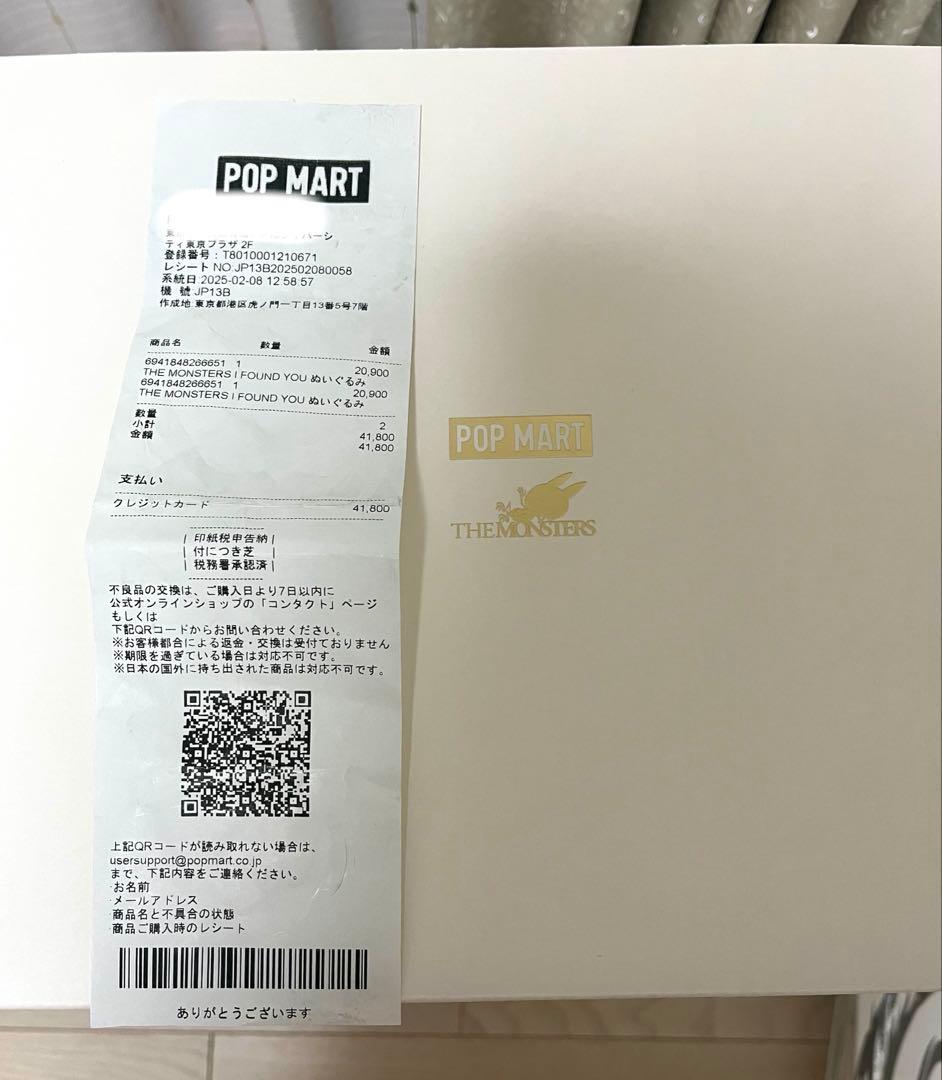 POP MART
ティ東京プラザ 2F
登録番号：T8010001210671
レシート NO.JP13B202502080058
系統日 2025-02-08 12 58 57
機 號 JP13B
作成地 東京都港区虎ノ門一丁目13番5号7階
商品名 数量 金額
6941848266651 1 20,900
THE MONSTERS I FOUND YOU ぬいぐるみ
6941848266651 1 20,900
THE MONSTERS I FOUND YOU ぬいぐるみ
数量 2
小計 41,800
金額 41,800
支払い
クレジットカード 41,800
印紙税申告納
付につき芝
税務署承認済
不良品の交換は、ご購入日より7日以内に
公式オンラインショップの「コンタクト」ページ
もしくは
下記QRコードからお問い合わせください。
※お客様都合による返金・交換は受付ておりません
※期限を過ぎている場合は対応不可です。
※日本の国外に持ち出された商品は対応不可です。
上記QRコードが読み取れない場合は、
usersupport@popmart.co.jp
まで、下記内容をご連絡ください。
·お名前
·メールアドレス
·商品名と不具合の状態
·商品ご購入時のレシート
ありがとうございます
POP MART
THE MONSTERS